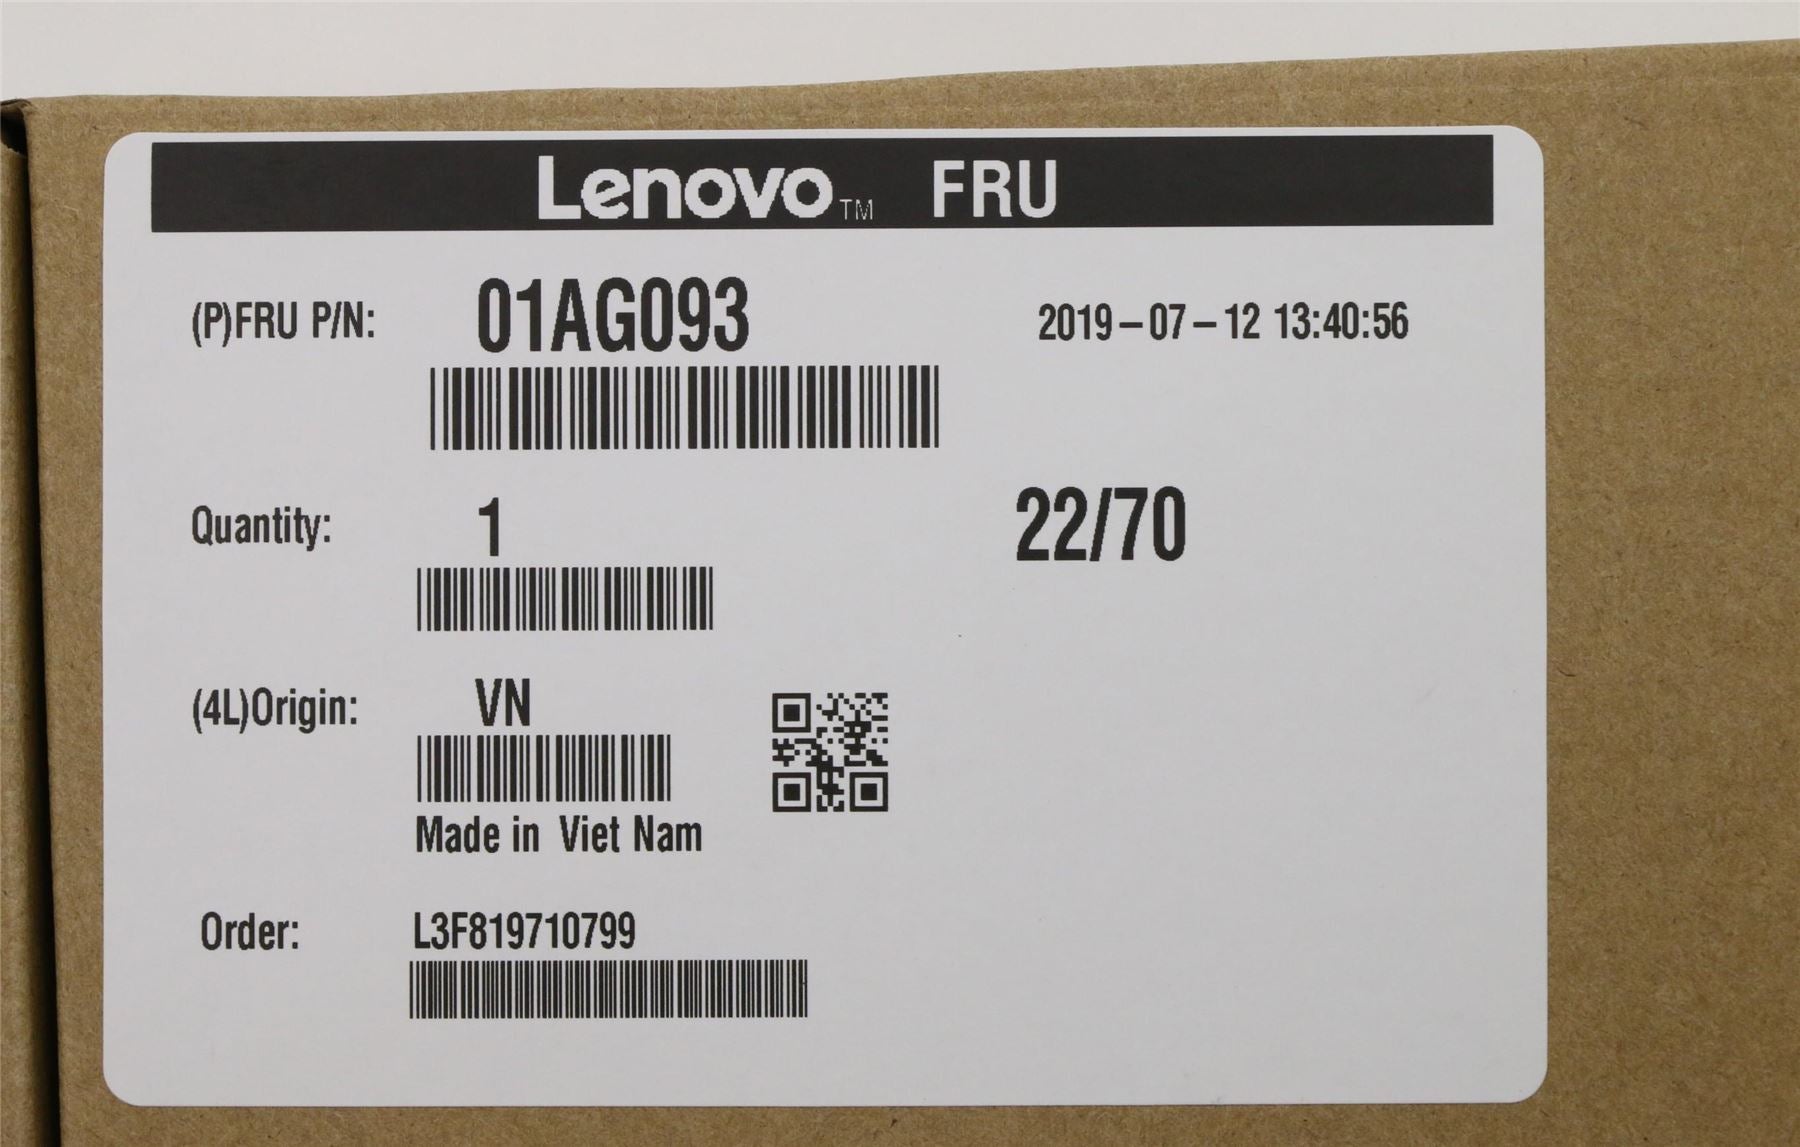 Lenovo™ FRU
(P)FRU P/N: 01AG093 2019-07-12 13:40:56
Quantity: 1 22/70
(4L)Origin: VN
Made in Viet Nam
Order: L3F819710799